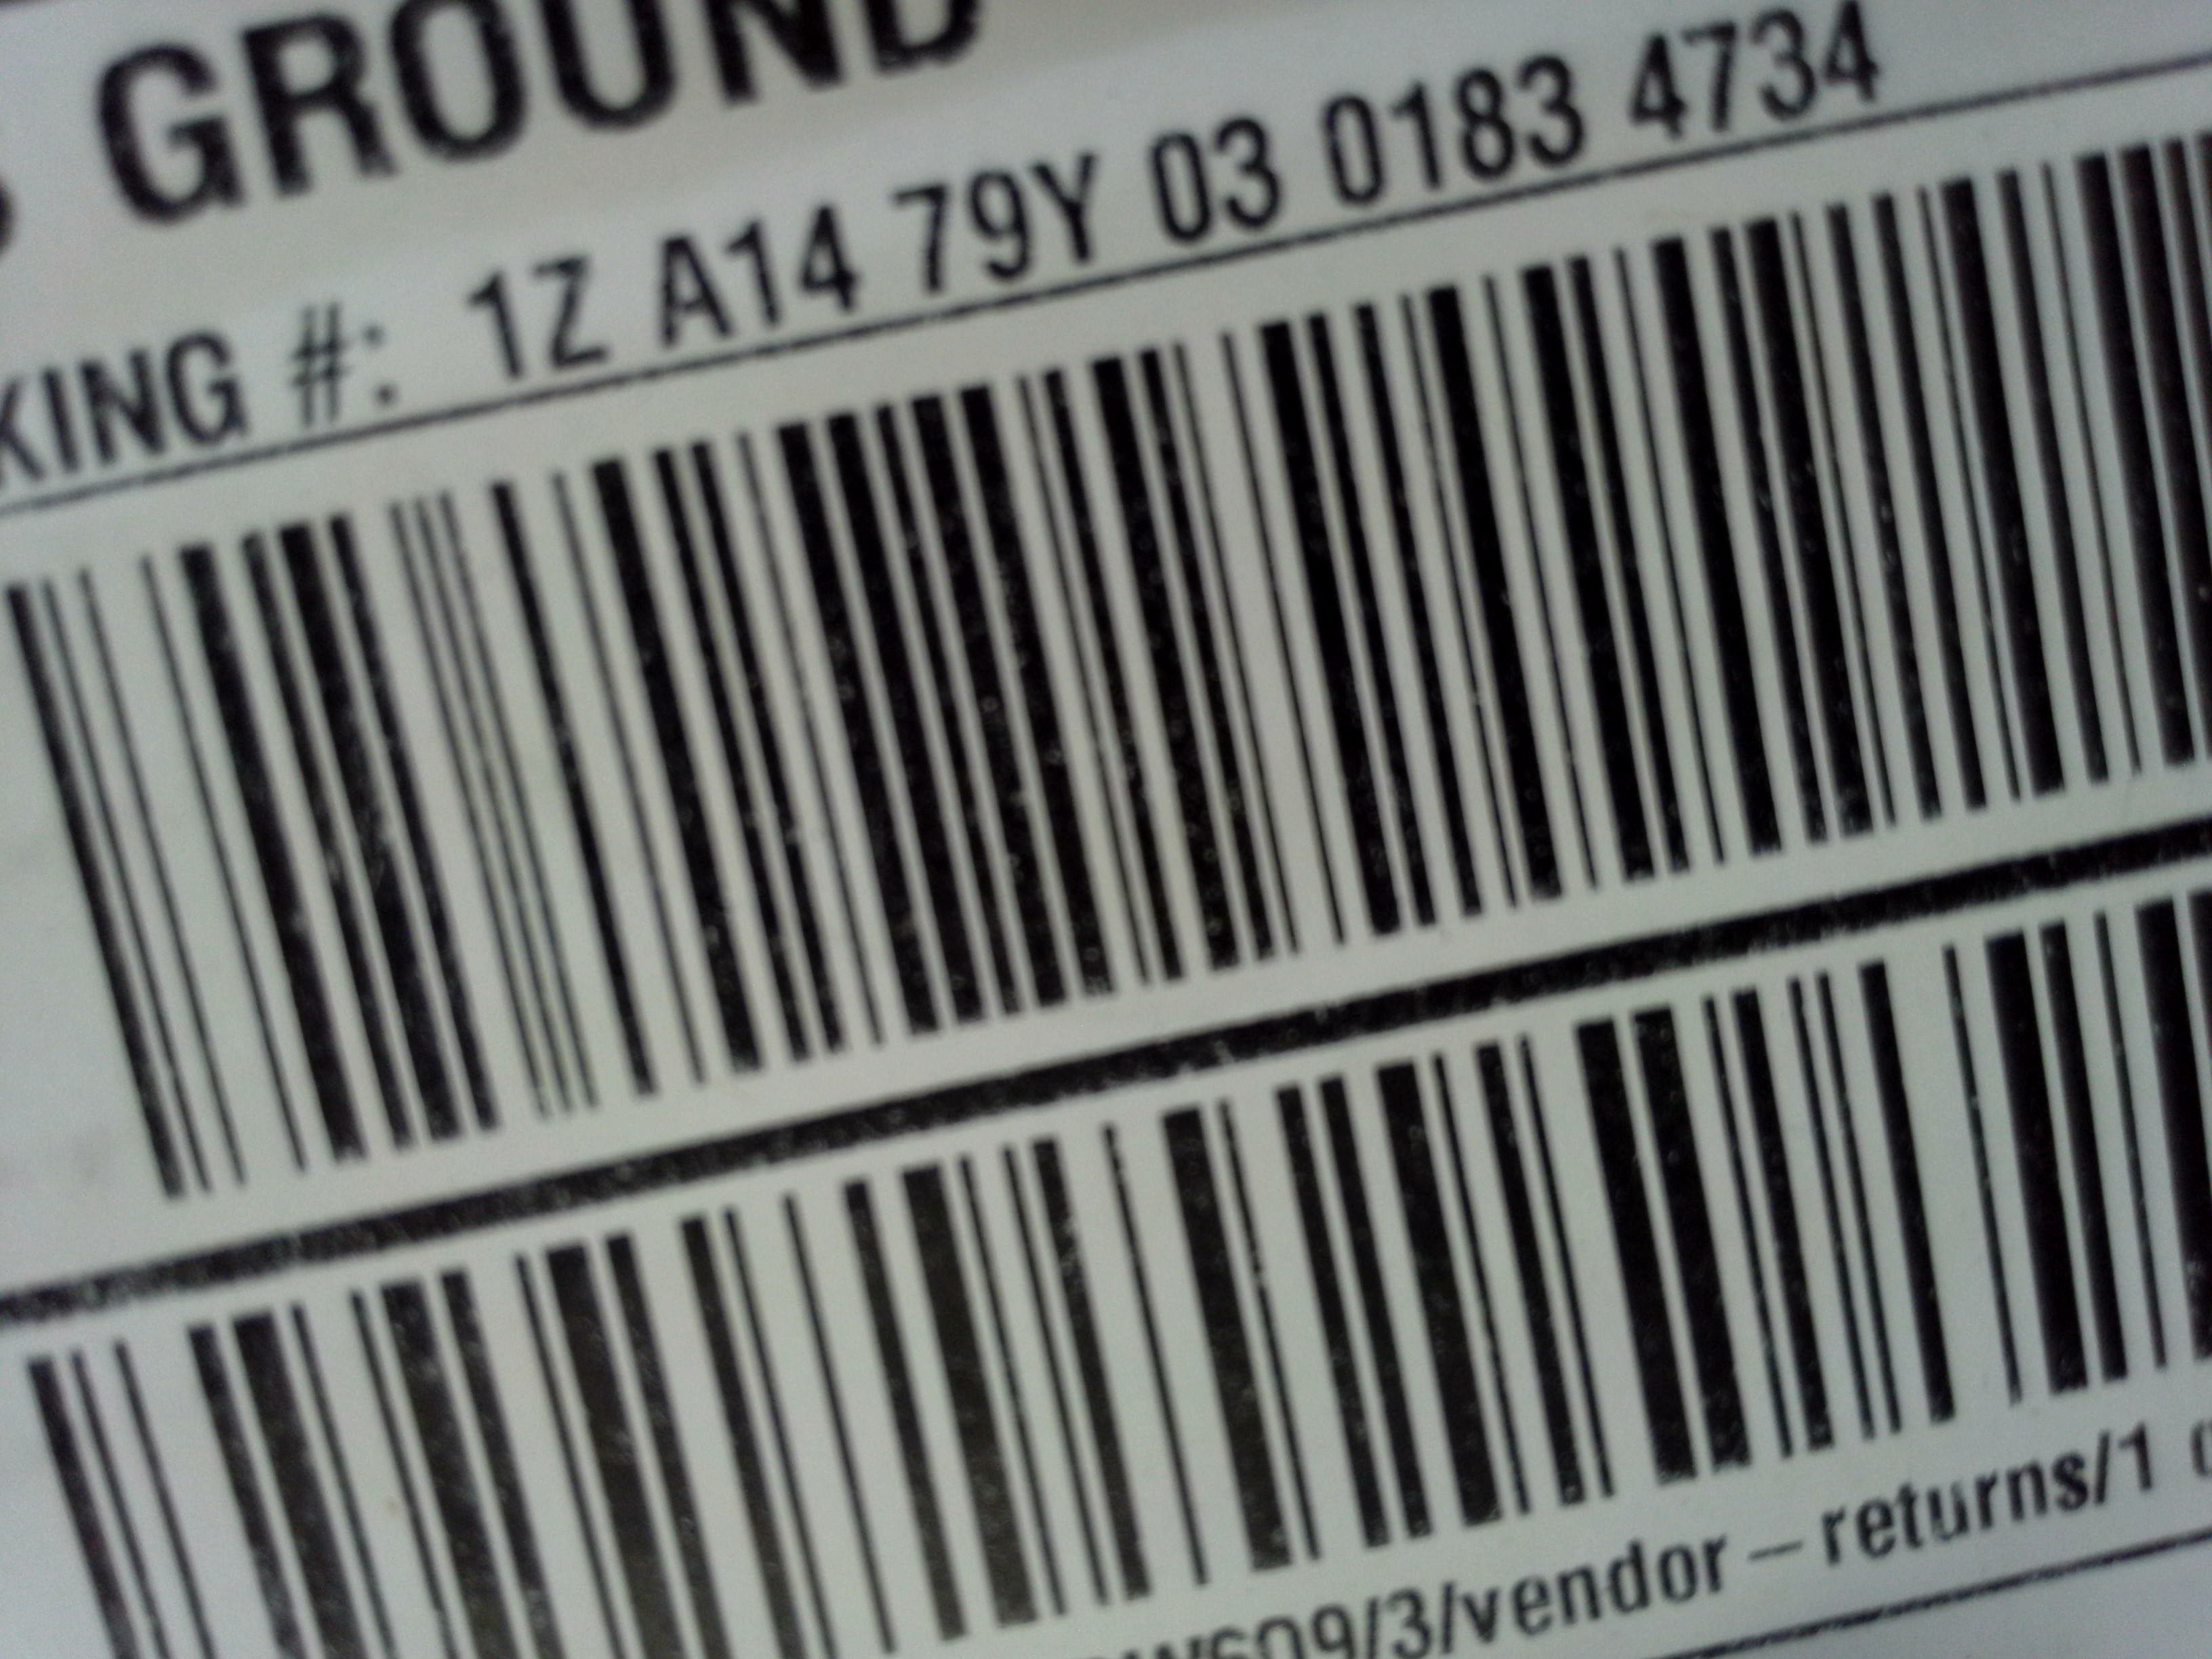 GROUND
KING #: 1Z A14 79Y 03 0183 4734
/3/vendor – returns/1